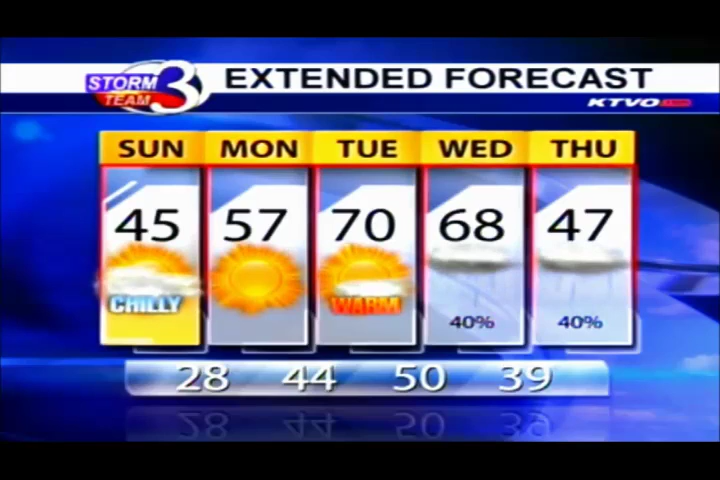 STORM 3 TEAM
EXTENDED FORECAST
KTVO.com
SUN MON TUE WED THU
45 57 70 68 47
CHILLY WARM
40% 40%
28 44 50 39